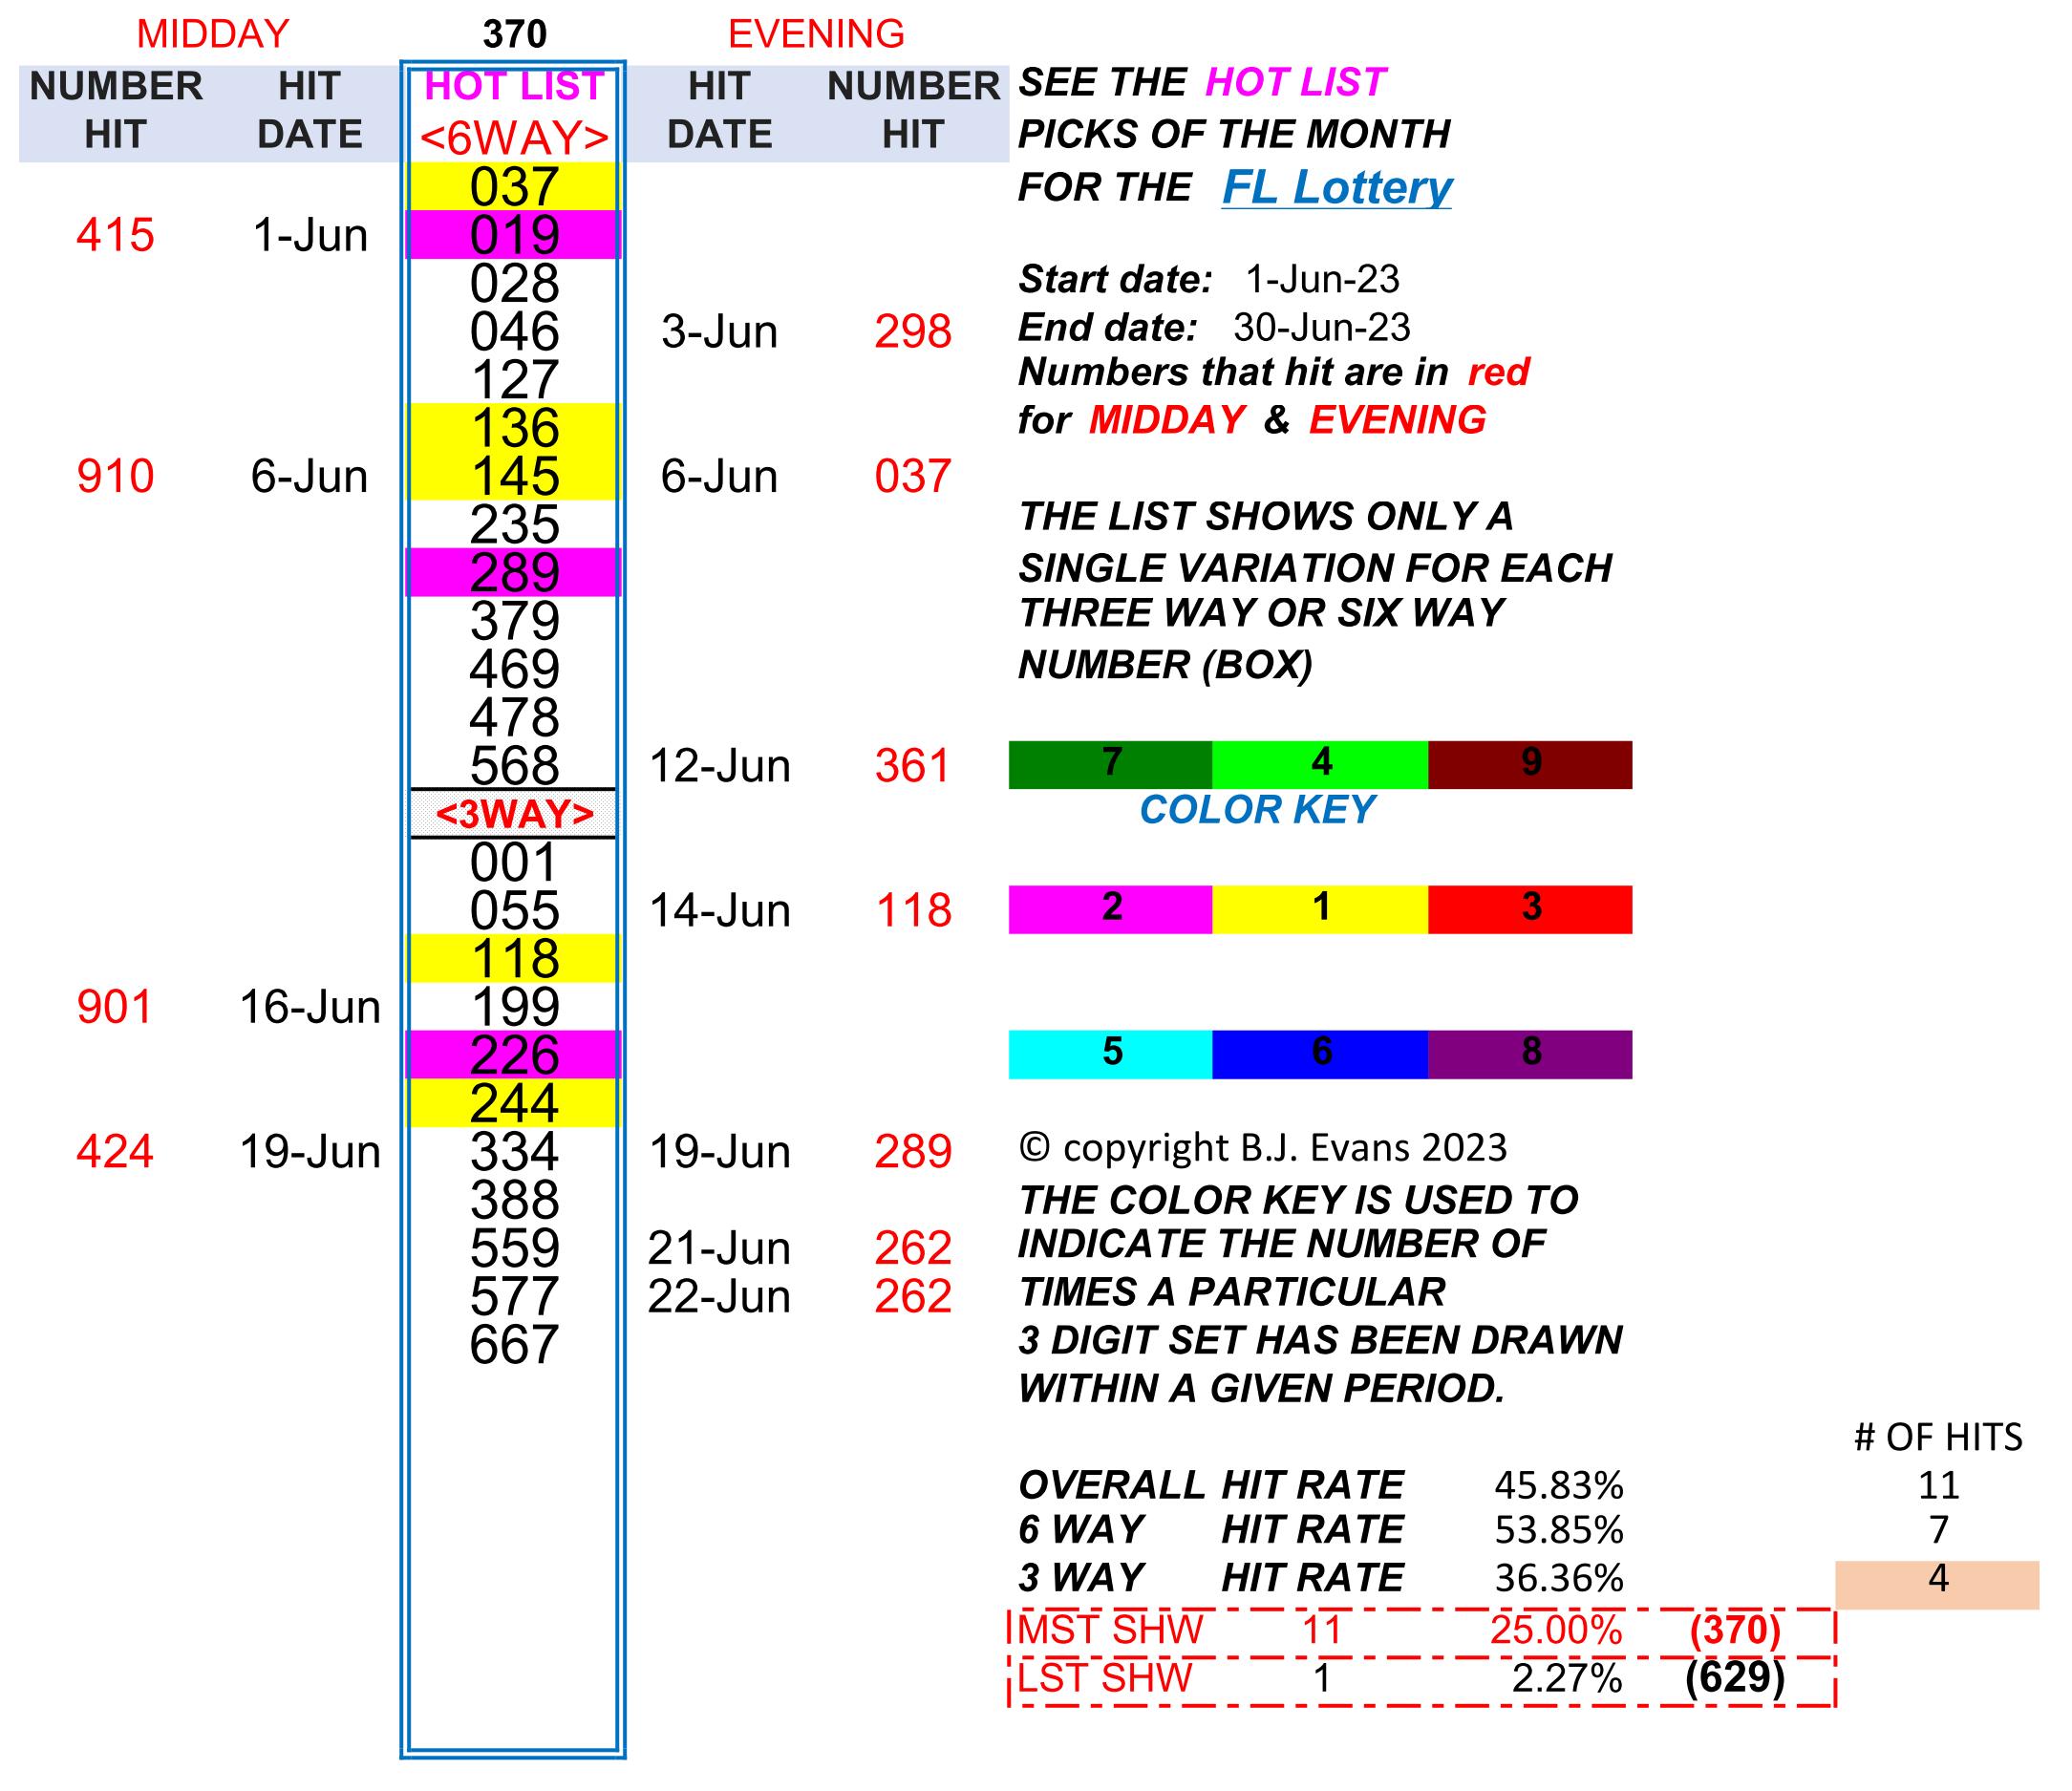 MIDDAY 370 EVENING
NUMBER HIT HOT LIST HIT NUMBER SEE THE HOT LIST
HIT DATE <6WAY> DATE HIT PICKS OF THE MONTH
037 FOR THE FL Lottery
415 1-Jun 019
028 Start date: 1-Jun-23
046 3-Jun 298 End date: 30-Jun-23
127 Numbers that hit are in red
136 for MIDDAY & EVENING
910 6-Jun 145 6-Jun 037
235 THE LIST SHOWS ONLY A
289 SINGLE VARIATION FOR EACH
379 THREE WAY OR SIX WAY
469 NUMBER (BOX)
478
568 12-Jun 361 7 4 9
<3WAY> COLOR KEY
001
055 14-Jun 118 2 1 3
118
901 16-Jun 199
226 5 6 8
244
424 19-Jun 334 19-Jun 289 © copyright B.J. Evans 2023
388 THE COLOR KEY IS USED TO
559 21-Jun 262 INDICATE THE NUMBER OF
577 22-Jun 262 TIMES A PARTICULAR
667 3 DIGIT SET HAS BEEN DRAWN
WITHIN A GIVEN PERIOD.
# OF HITS
OVERALL HIT RATE 45.83% 11
6 WAY HIT RATE 53.85% 7
3 WAY HIT RATE 36.36% 4
MST SHW 11 25.00% (370)
LST SHW 1 2.27% (629)